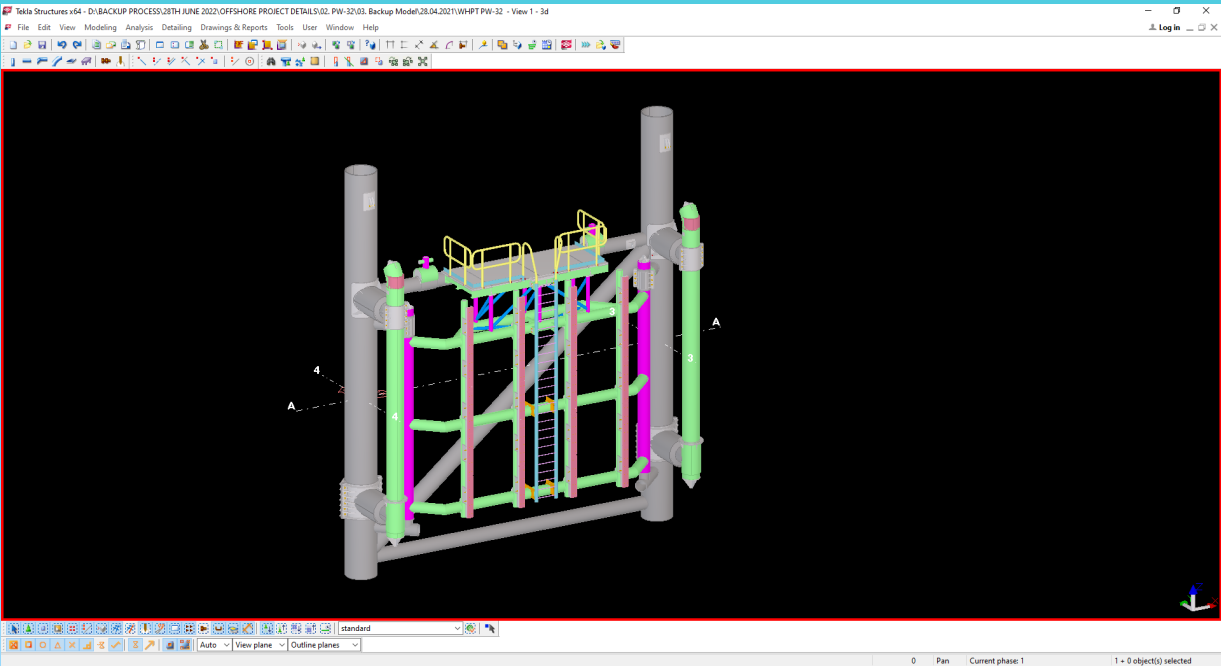 Tekla Structures x64 - D:\BACKUP PROCESS\28TH JUNE 2022\OFFSHORE PROJECT DETAILS\02. PW-32\03. Backup Model\28.04.2021\WHPT PW-32 - View 1 - 3d
File Edit View Modeling Analysis Detailing Drawings & Reports Tools User Window Help
Log in
3
A
3
4
A
4
standard
Auto View plane Outline planes
0 Pan Current phase: 1 1 + 0 object(s) selected